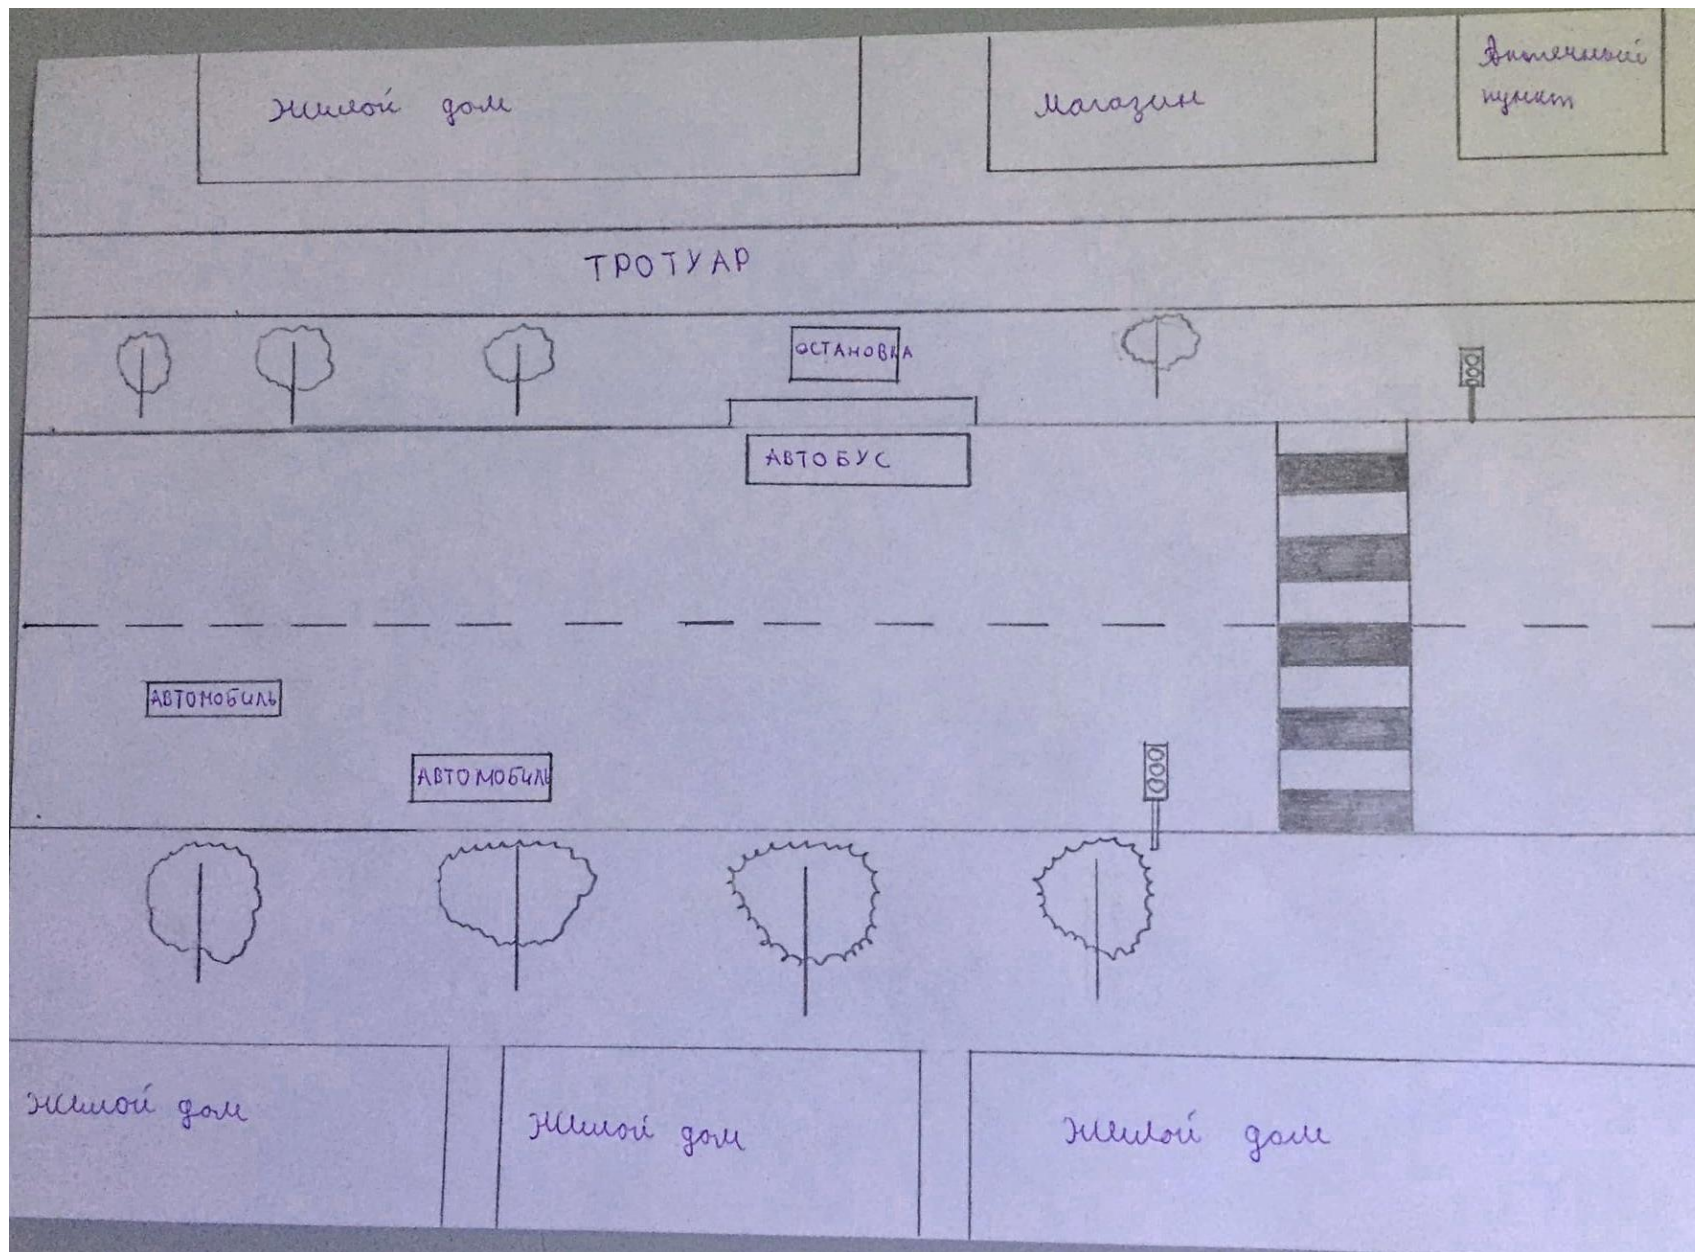 Жилой дом
Магазин
Аптечный
пункт
ТРОТУАР
ОСТАНОВКА
АВТОБУС
АВТОМОБИЛЬ
АВТОМОБИЛЬ
Жилой дом
Жилой дом
Жилой дом